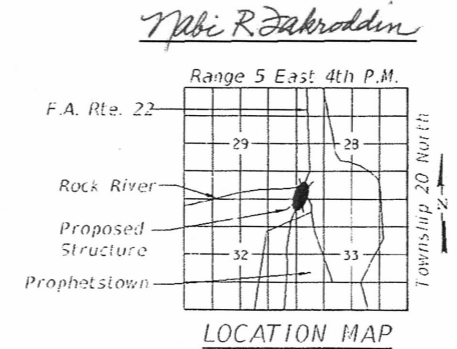 Nabi R Fakroddin
Range 5 East 4th P.M.
F.A. Rte. 22
29
28
Rock River
Proposed
Structure
32
33
Prophetstown
Township 20 North
N
LOCATION MAP